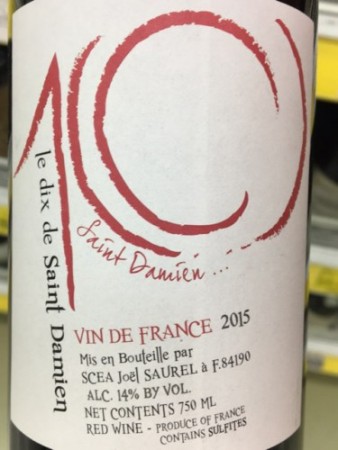 10
le dix de Saint Damien
Saint Damien...
VIN DE FRANCE 2015
Mis en Bouteille par
SCEA Joël SAUREL à F.84190
ALC. 14% BY VOL.
NET CONTENTS 750 ML
RED WINE - PRODUCE OF FRANCE
CONTAINS SULFITES